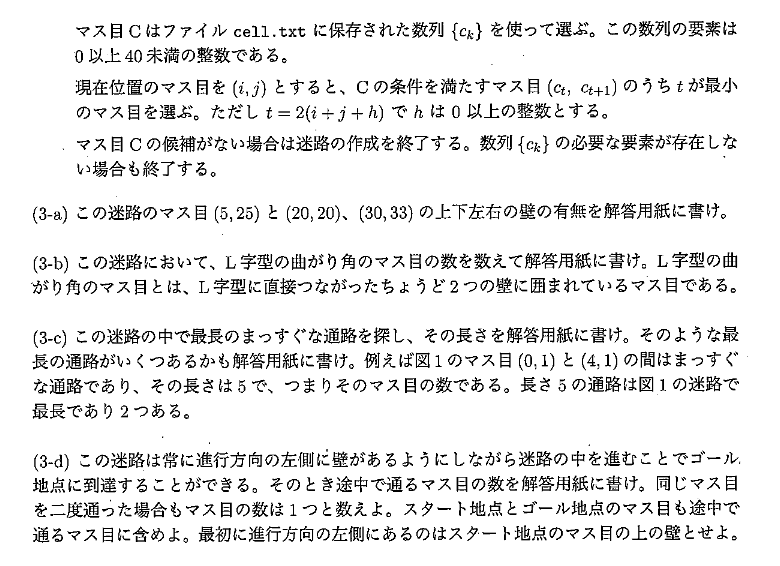 マス目 C はファイル cell.txt に保存された数列 {cₖ} を使って選ぶ。この数列の要素は
0 以上 40 未満の整数である。
現在位置のマス目を (i, j) とすると、C の条件を満たすマス目 (cₜ, cₜ₊₁) のうち t が最小
のマス目を選ぶ。ただし t = 2(i + j + h) で h は 0 以上の整数とする。
マス目 C の候補がない場合は迷路の作成を終了する。数列 {cₖ} の必要な要素が存在しな
い場合も終了する。
(3-a) この迷路のマス目 (5, 25) と (20, 20)、(30, 33) の上下左右の壁の有無を解答用紙に書け。
(3-b) この迷路において、L 字型の曲がり角のマス目の数を数えて解答用紙に書け。L 字型の曲
がり角のマス目とは、L 字型に直接つながったちょうど 2 つの壁に囲まれているマス目である。
(3-c) この迷路の中で最長のまっすぐな通路を探し、その長さを解答用紙に書け。そのような最
長の通路がいくつあるかも解答用紙に書け。例えば図 1 のマス目 (0, 1) と (4, 1) の間はまっすぐ
な通路であり、その長さは 5 で、つまりそのマス目の数である。長さ 5 の通路は図 1 の迷路で
最長であり 2 つある。
(3-d) この迷路は常に進行方向の左側に壁があるようにしながら迷路の中を進むことでゴール
地点に到達することができる。そのとき途中で通るマス目の数を解答用紙に書け。同じマス目
を二度通った場合もマス目の数は 1 つと数えよ。スタート地点とゴール地点のマス目も途中で
通るマス目に含めよ。最初に進行方向の左側にあるのはスタート地点のマス目の上の壁とせよ。